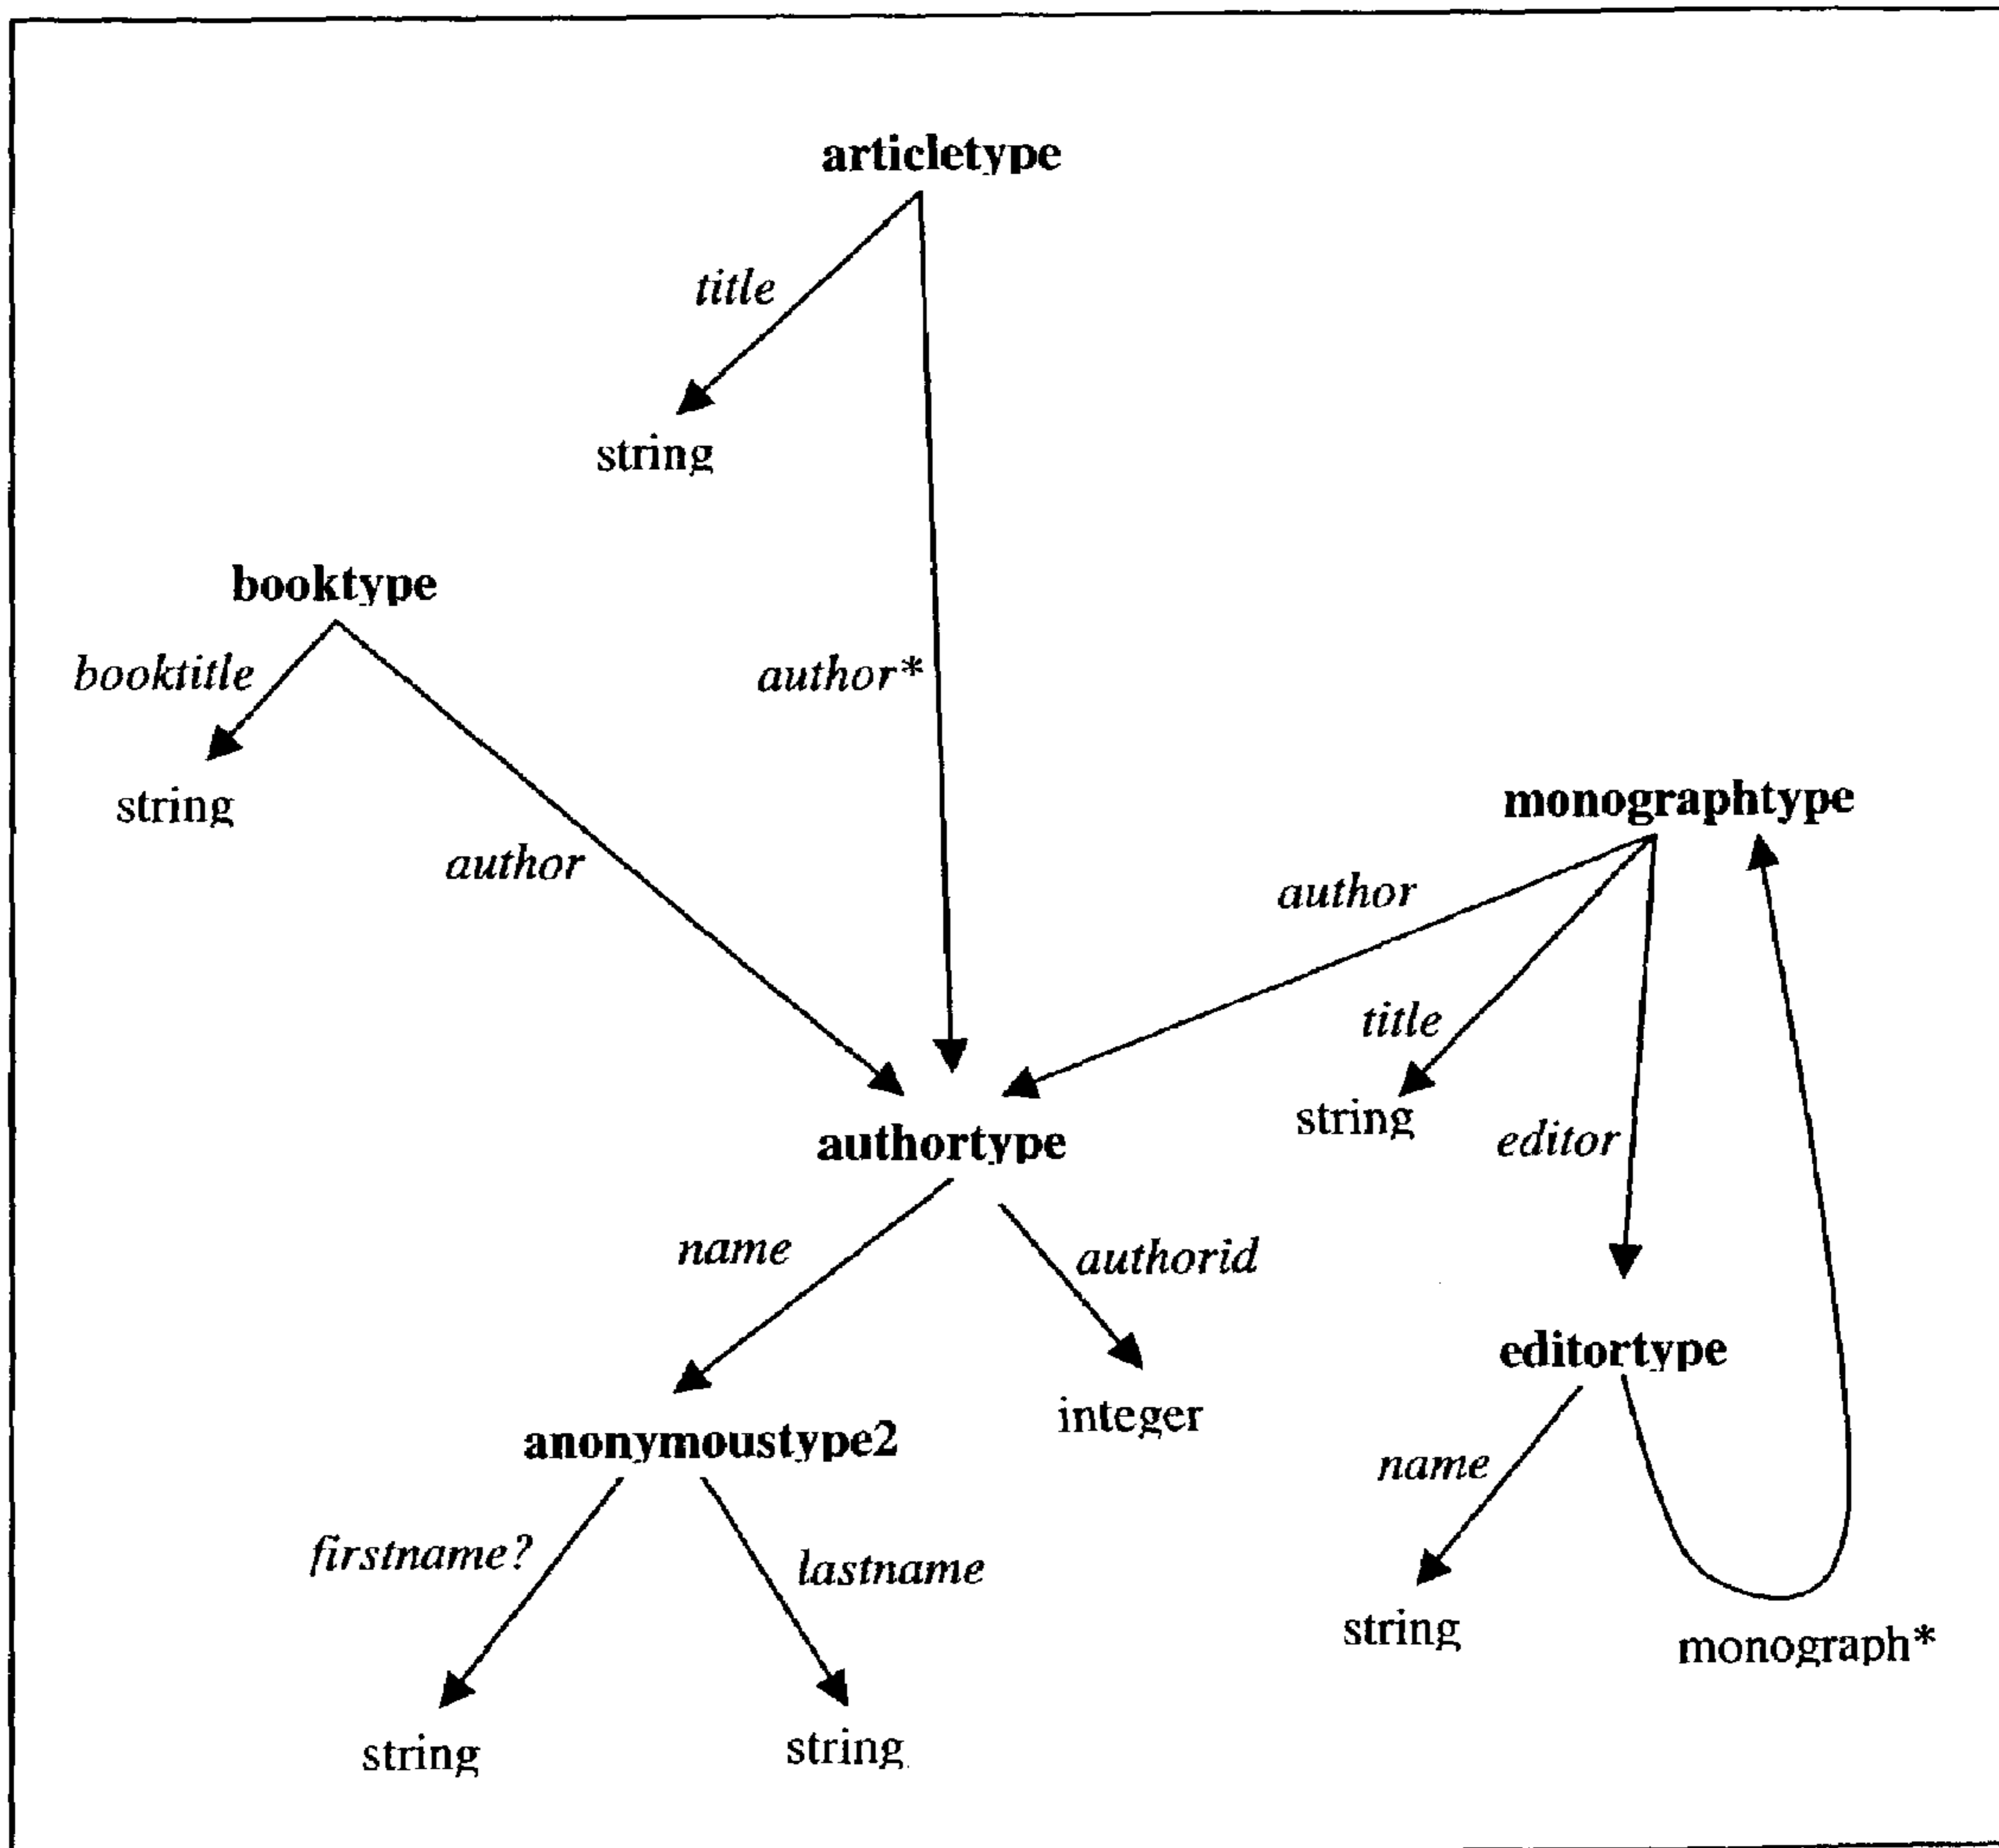 articletype
title
string
booktype
booktitle
author*
string
monographtype
author
author
title
string
editor
authortype
name
authorid
editortype
integer
anonymoustype2
name
firstname?
lastname
string
monograph*
string
string